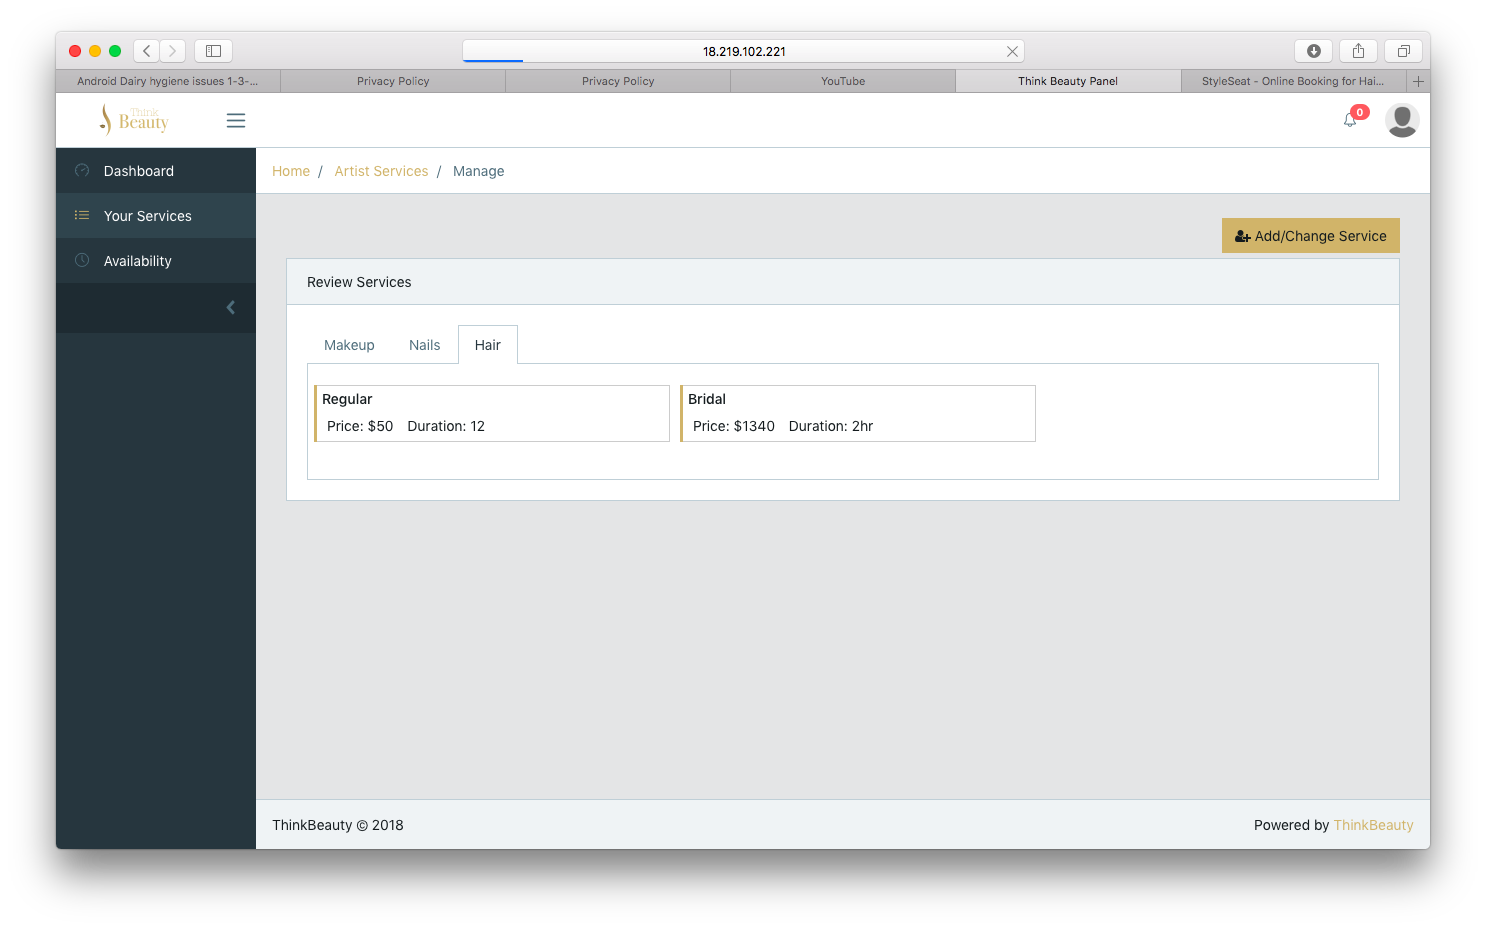 18.219.102.221
Android Dairy hygiene issues 1-3-...
Privacy Policy
Privacy Policy
YouTube
Think Beauty Panel
StyleSeat - Online Booking for Hai...
Think
Beauty
0
Dashboard
Your Services
Availability
Home / Artist Services / Manage
Add/Change Service
Review Services
Makeup
Nails
Hair
Regular
Price: $50 Duration: 12
Bridal
Price: $1340 Duration: 2hr
ThinkBeauty © 2018
Powered by ThinkBeauty